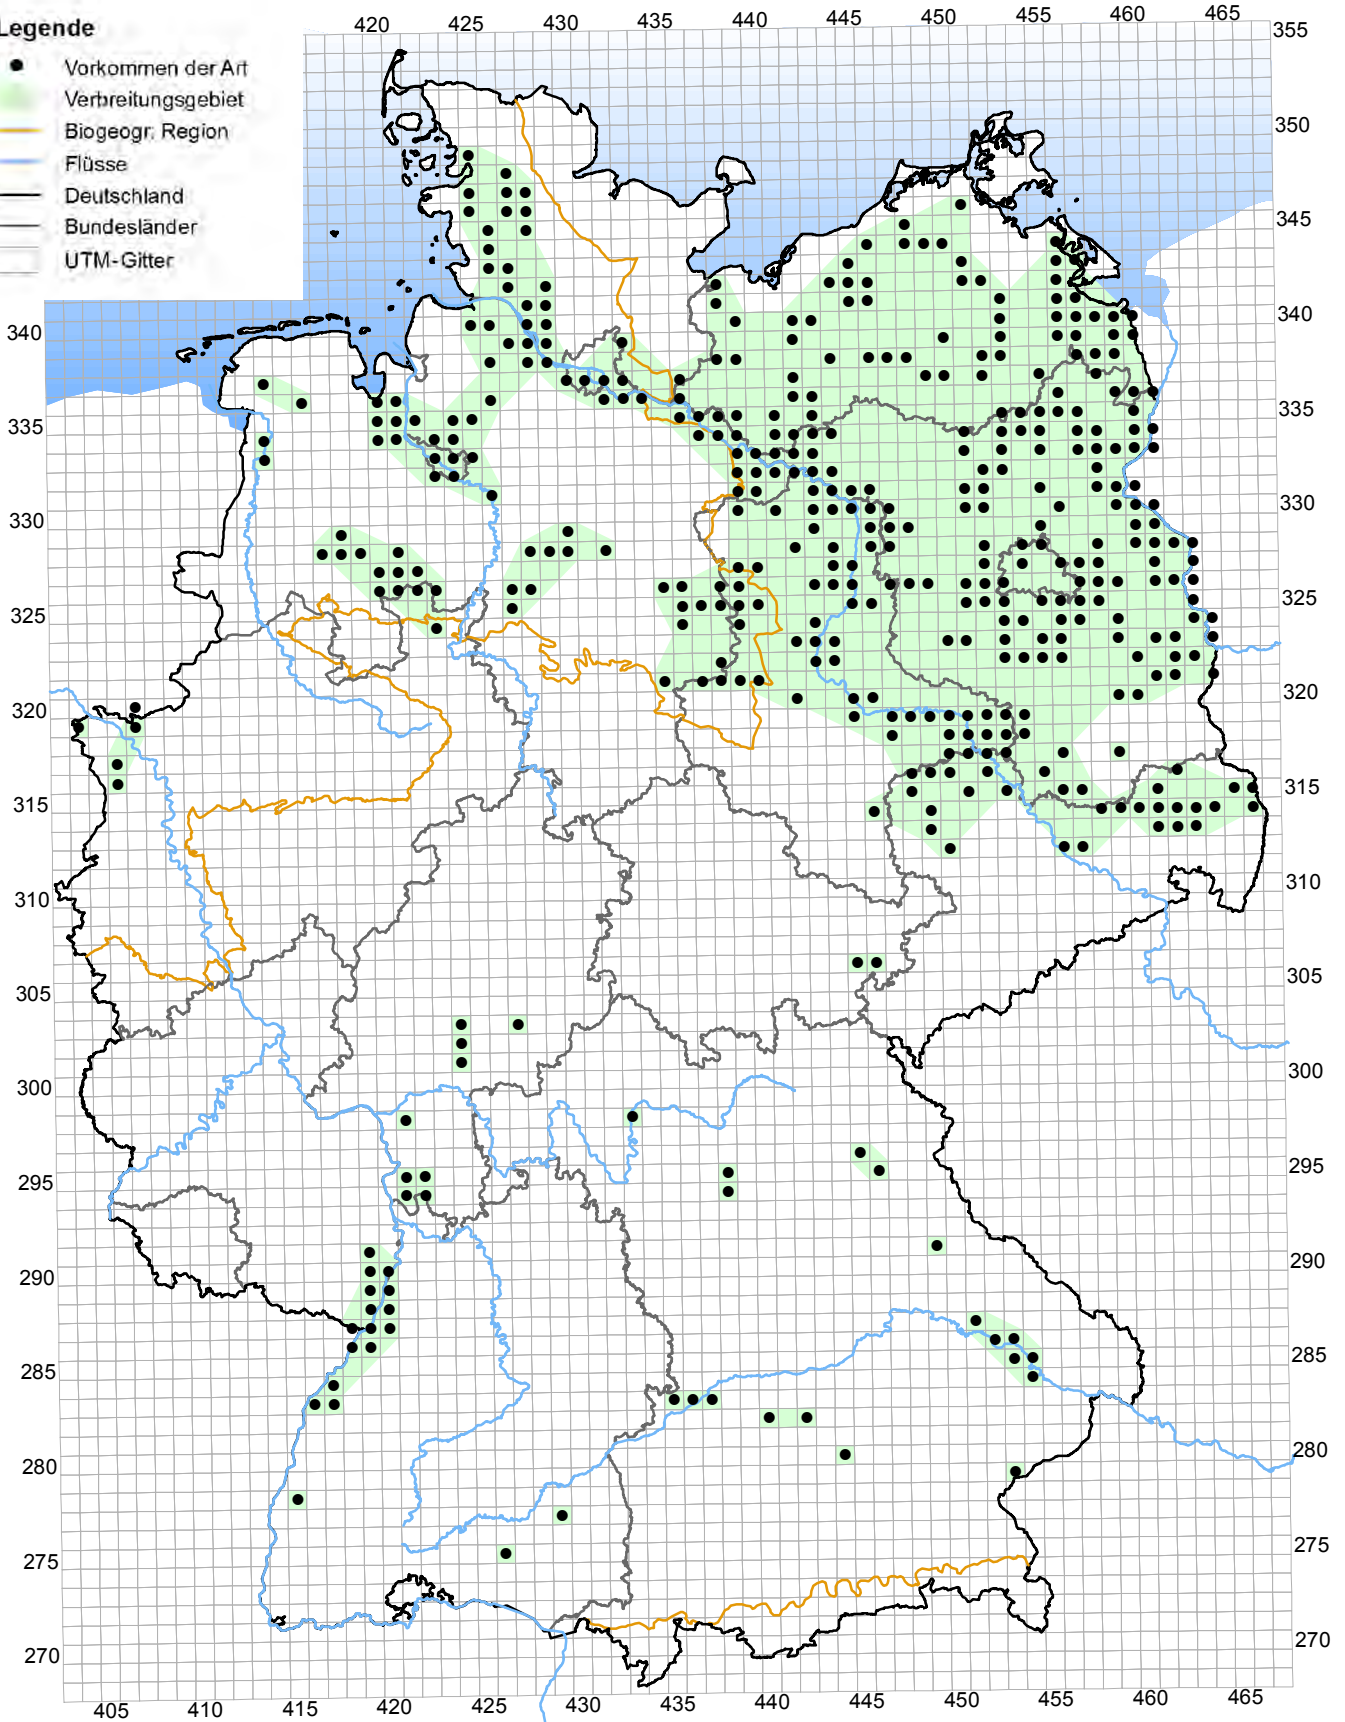 Legende
Vorkommen der Art
Verbreitungsgebiet
Biogeogr. Region
Flüsse
Deutschland
Bundesländer
UTM-Gitter
420 425 430 435 440 445 450 455 460 465
355
350
345
340 340
335 335
330 330
325 325
320 320
315 315
310 310
305 305
300 300
295 295
290 290
285 285
280 280
275 275
270 270
405 410 415 420 425 430 435 440 445 450 455 460 465